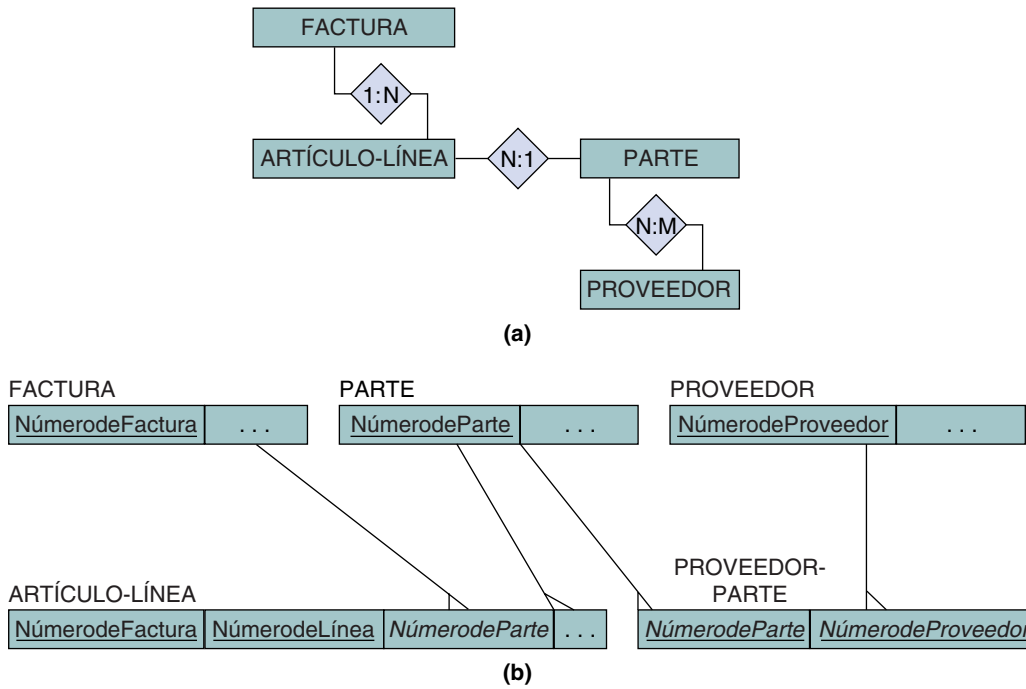 FACTURA
1:N
ARTÍCULO-LÍNEA
N:1
PARTE
N:M
PROVEEDOR
(a)
FACTURA
NúmerodeFactura
. . .
PARTE
NúmerodeParte
. . .
PROVEEDOR
NúmerodeProveedor
. . .
ARTÍCULO-LÍNEA
NúmerodeFactura
NúmerodeLínea
NúmerodeParte
. . .
PROVEEDOR-
PARTE
NúmerodeParte
NúmerodeProveedor
(b)